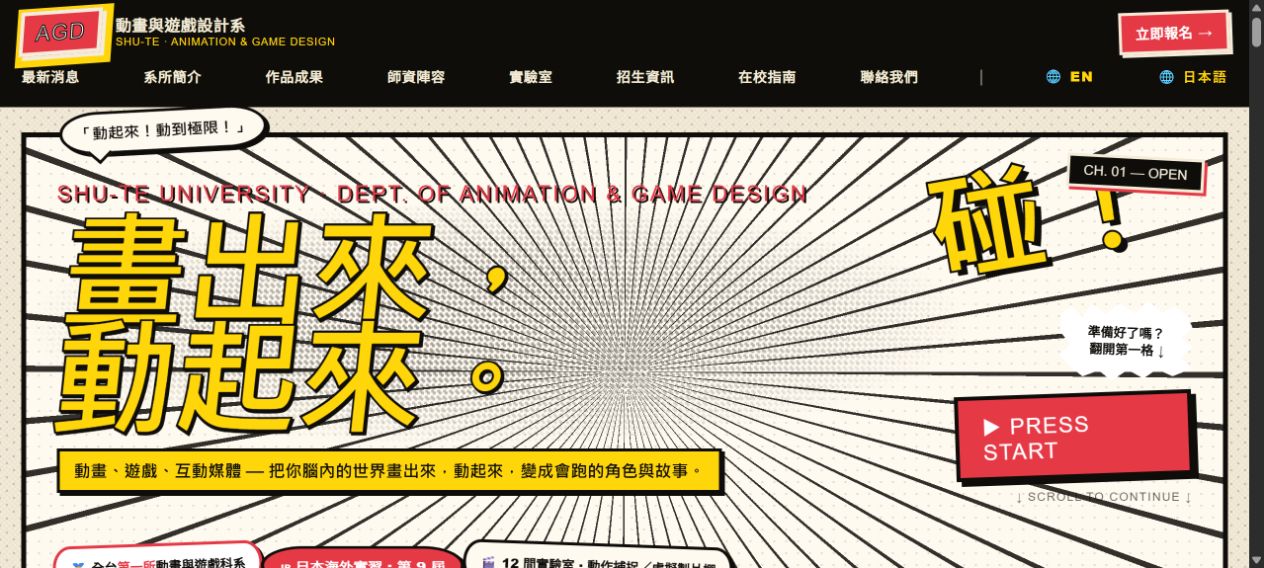 AGD
動畫與遊戲設計系
SHU-TE · ANIMATION & GAME DESIGN
立即報名 →
最新消息 系所簡介 作品成果 師資陣容 實驗室 招生資訊 在校指南 聯絡我們 | EN 日本語
「動起來！動到極限！」
CH. 01 — OPEN
SHU-TE UNIVERSITY · DEPT. OF ANIMATION & GAME DESIGN
碰！
畫出來，
動起來。
準備好了嗎？
翻開第一格 ↓
▶ PRESS
START
動畫、遊戲、互動媒體 — 把你腦內的世界畫出來，動起來，變成會跑的角色與故事。
↓ SCROLL TO CONTINUE ↓
全台第一所動畫與遊戲科系
JP 日本海外實習・第 9 屆
12 間實驗室・動作捕捉／虛擬製片棚